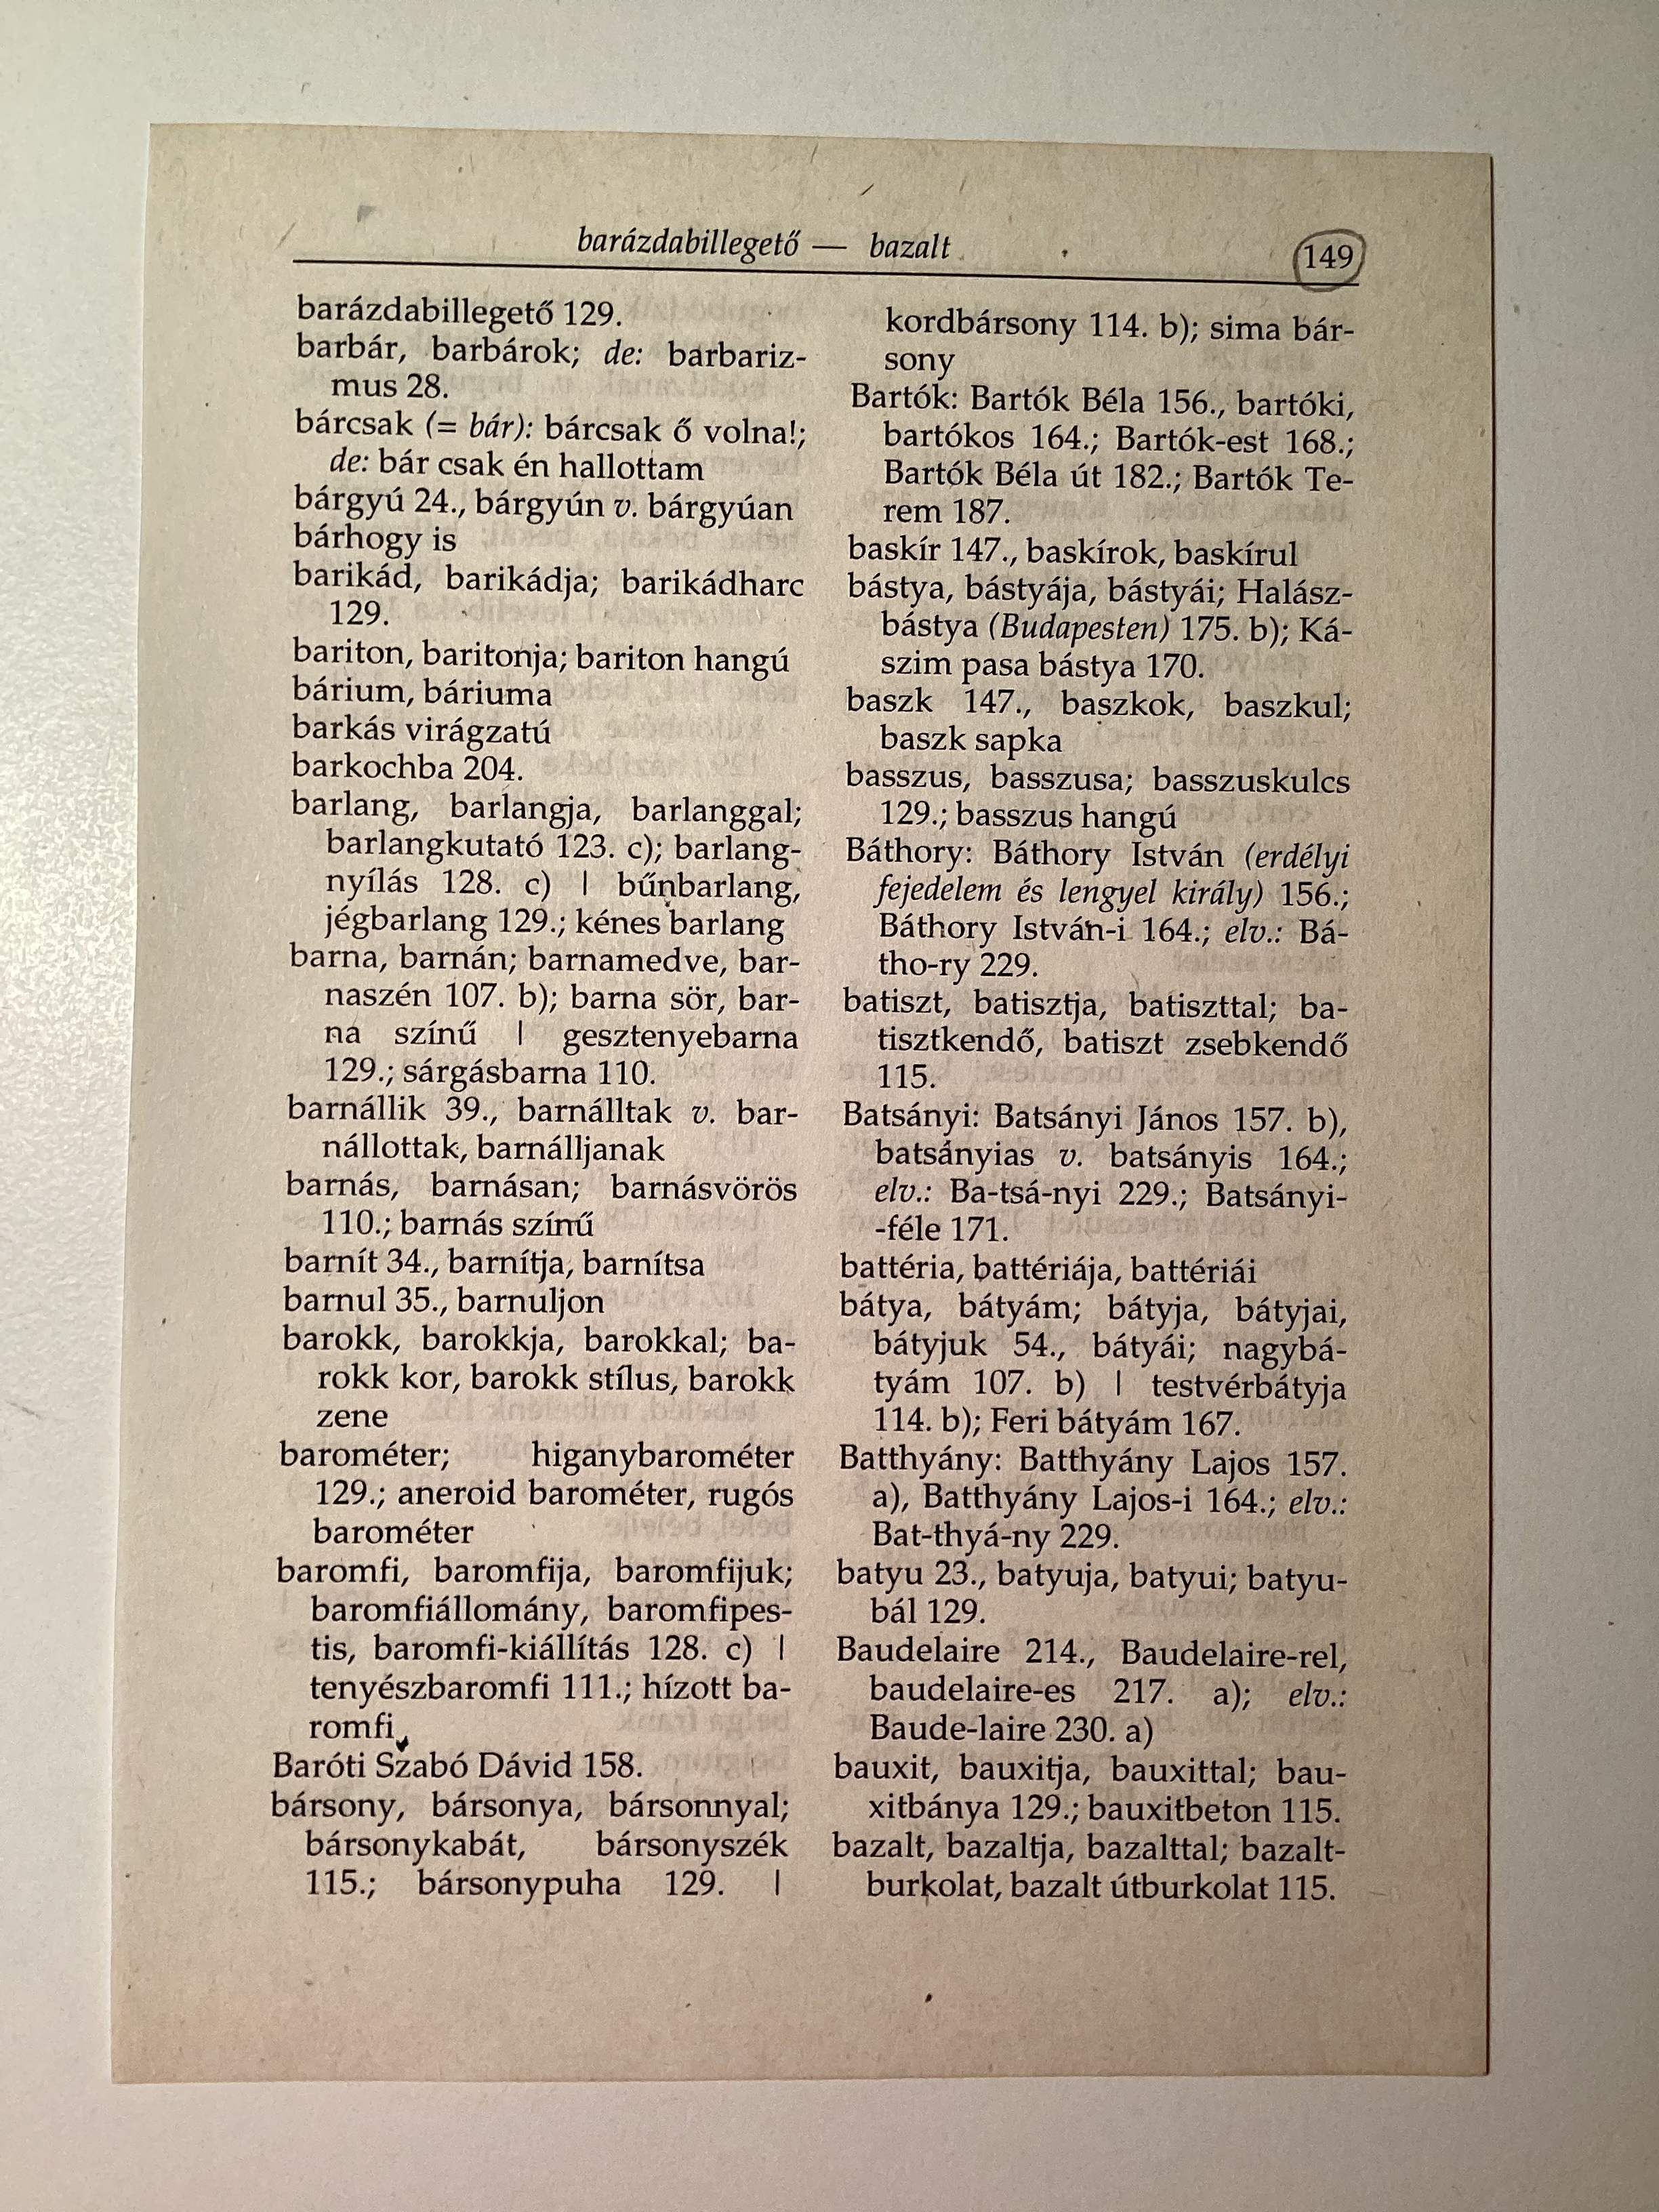 barázdabillegető — bazalt
149
barázdabillegető 129.
barbár, barbárok; de: barbariz-
mus 28.
bárcsak (= bár): bárcsak ő volna!;
de: bár csak én hallottam
bárgyú 24., bárgyún v. bárgyúan
bárhogy is
barikád, barikádja; barikádharc
129.
bariton, baritonja; bariton hangú
bárium, báriuma
barkás virágzatú
barkochba 204.
barlang, barlangja, barlanggal;
barlangkutató 123. c); barlang-
nyílás 128. c) | bűnbarlang,
jégbarlang 129.; kénes barlang
barna, barnán; barnamedve, bar-
naszén 107. b); barna sör, bar-
na színű | gesztenyebarna
129.; sárgásbarna 110.
barnállik 39., barnálltak v. bar-
nállottak, barnálljanak
barnás, barnásan; barnásvörös
110.; barnás színű
barnít 34., barnítja, barnítsa
barnul 35., barnuljon
barokk, barokkja, barokkal; ba-
rokk kor, barokk stílus, barokk
zene
barométer; higanybarométer
129.; aneroid barométer, rugós
barométer
baromfi, baromfija, baromfijuk;
baromfiállomány, baromfipes-
tis, baromfi-kiállítás 128. c) |
tenyészbaromfi 111.; hízott ba-
romfi
Baróti Szabó Dávid 158.
bársony, bársonya, bársonnyal;
bársonykabát, bársonyszék
115.; bársonypuha 129. |
kordbársony 114. b); sima bár-
sony
Bartók: Bartók Béla 156., bartóki,
bartókos 164.; Bartók-est 168.;
Bartók Béla út 182.; Bartók Te-
rem 187.
baskír 147., baskírok, baskírul
bástya, bástyája, bástyái; Halász-
bástya (Budapesten) 175. b); Ká-
szim pasa bástya 170.
baszk 147., baszkok, baszkul;
baszk sapka
basszus, basszusa; basszuskulcs
129.; basszus hangú
Báthory: Báthory István (erdélyi
fejedelem és lengyel király) 156.;
Báthory István-i 164.; elv.: Bá-
tho-ry 229.
batiszt, batisztja, batiszttal; ba-
tisztkendő, batiszt zsebkendő
115.
Batsányi: Batsányi János 157. b),
batsányias v. batsányis 164.;
elv.: Ba-tsá-nyi 229.; Batsányi-
-féle 171.
battéria, battériája, battériái
bátya, bátyám; bátyja, bátyjai,
bátyjuk 54., bátyái; nagybá-
tyám 107. b) | testvérbátyja
114. b); Feri bátyám 167.
Batthyány: Batthyány Lajos 157.
a), Batthyány Lajos-i 164.; elv.:
Bat-thyá-ny 229.
batyu 23., batyuja, batyui; batyu-
bál 129.
Baudelaire 214., Baudelaire-rel,
baudelaire-es 217. a); elv.:
Baude-laire 230. a)
bauxit, bauxitja, bauxittal; bau-
xitbánya 129.; bauxitbeton 115.
bazalt, bazaltja, bazalttal; bazalt-
burkolat, bazalt útburkolat 115.